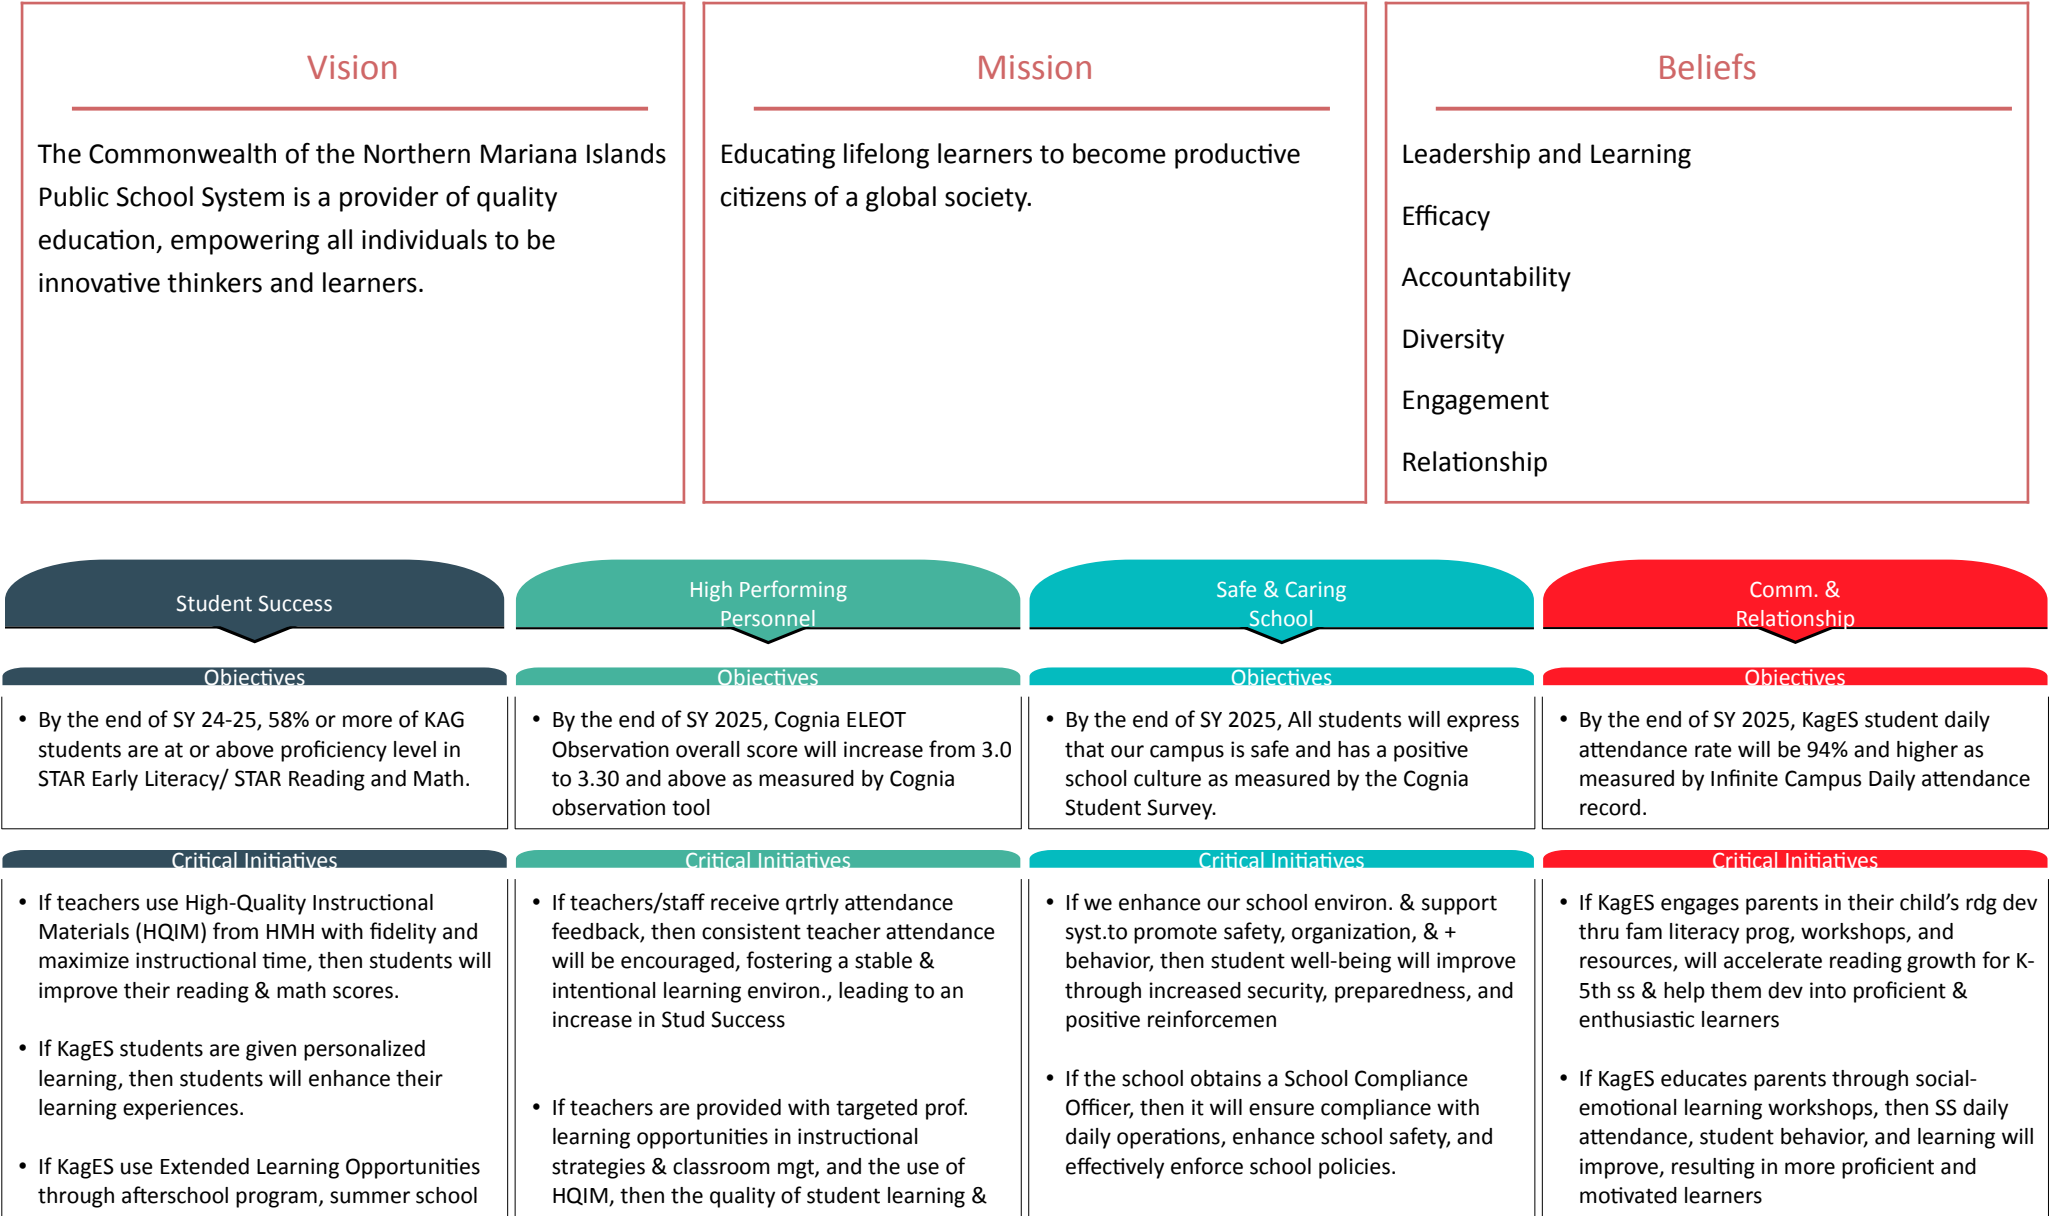 Vision
The Commonwealth of the Northern Mariana Islands
Public School System is a provider of quality
education, empowering all individuals to be
innovative thinkers and learners.
Mission
Educating lifelong learners to become productive
citizens of a global society.
Beliefs
Leadership and Learning
Efficacy
Accountability
Diversity
Engagement
Relationship
Student Success
Objectives
• By the end of SY 24-25, 58% or more of KAG
students are at or above proficiency level in
STAR Early Literacy/ STAR Reading and Math.
Critical Initiatives
• If teachers use High-Quality Instructional
Materials (HQIM) from HMH with fidelity and
maximize instructional time, then students will
improve their reading & math scores.
• If KagES students are given personalized
learning, then students will enhance their
learning experiences.
• If KagES use Extended Learning Opportunities
through afterschool program, summer school
High Performing
Personnel
Objectives
• By the end of SY 2025, Cognia ELEOT
Observation overall score will increase from 3.0
to 3.30 and above as measured by Cognia
observation tool
Critical Initiatives
• If teachers/staff receive qrtrly attendance
feedback, then consistent teacher attendance
will be encouraged, fostering a stable &
intentional learning environ., leading to an
increase in Stud Success
• If teachers are provided with targeted prof.
learning opportunities in instructional
strategies & classroom mgt, and the use of
HQIM, then the quality of student learning &
Safe & Caring
School
Objectives
• By the end of SY 2025, All students will express
that our campus is safe and has a positive
school culture as measured by the Cognia
Student Survey.
Critical Initiatives
• If we enhance our school environ. & support
syst.to promote safety, organization, & +
behavior, then student well-being will improve
through increased security, preparedness, and
positive reinforcemen
• If the school obtains a School Compliance
Officer, then it will ensure compliance with
daily operations, enhance school safety, and
effectively enforce school policies.
Comm. &
Relationship
Objectives
• By the end of SY 2025, KagES student daily
attendance rate will be 94% and higher as
measured by Infinite Campus Daily attendance
record.
Critical Initiatives
• If KagES engages parents in their child’s rdg dev
thru fam literacy prog, workshops, and
resources, will accelerate reading growth for K-
5th ss & help them dev into proficient &
enthusiastic learners
• If KagES educates parents through social-
emotional learning workshops, then SS daily
attendance, student behavior, and learning will
improve, resulting in more proficient and
motivated learners